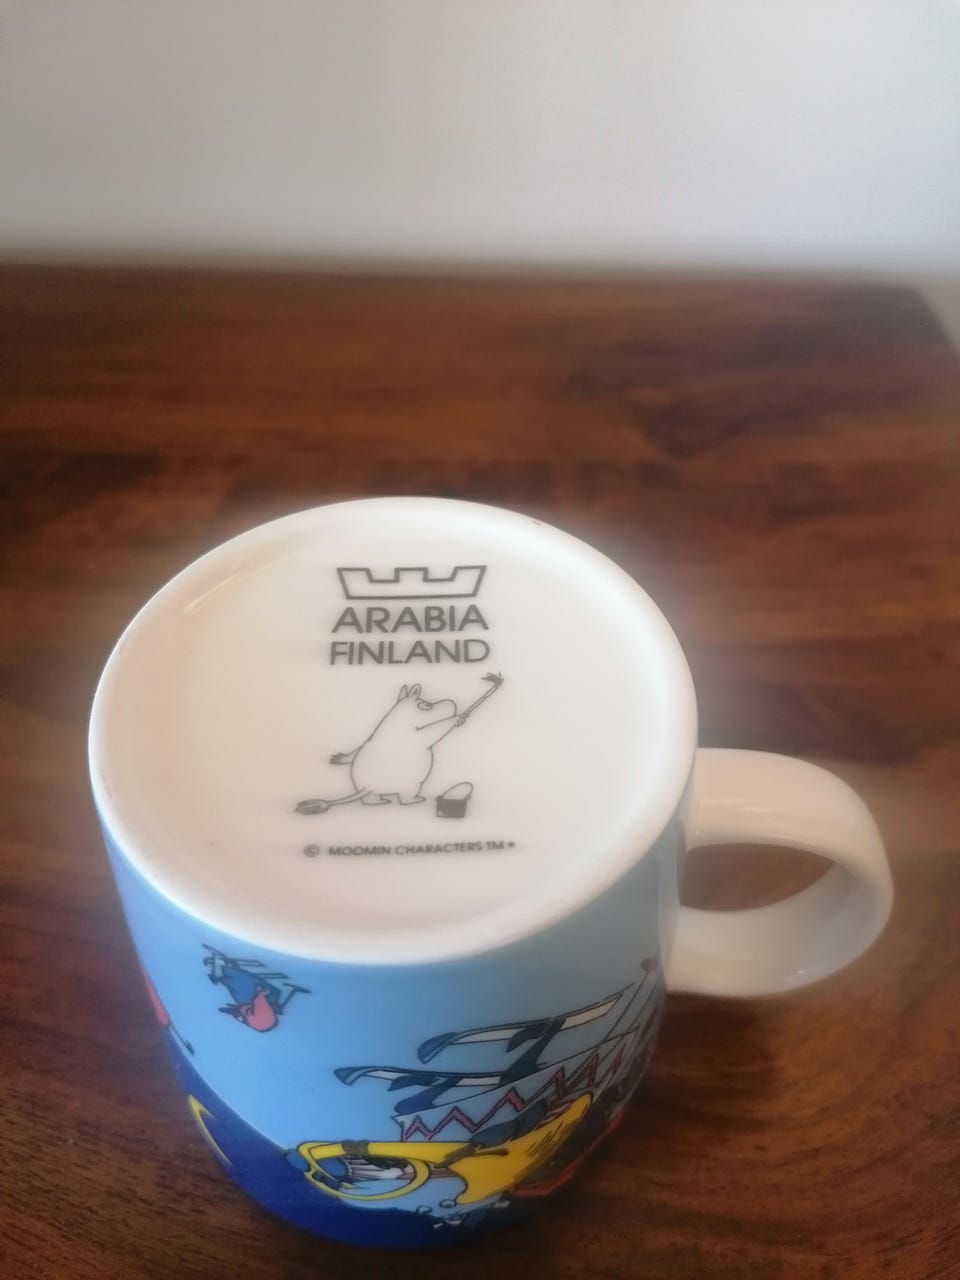 ARABIA
FINLAND
© MOOMIN CHARACTERS TM •